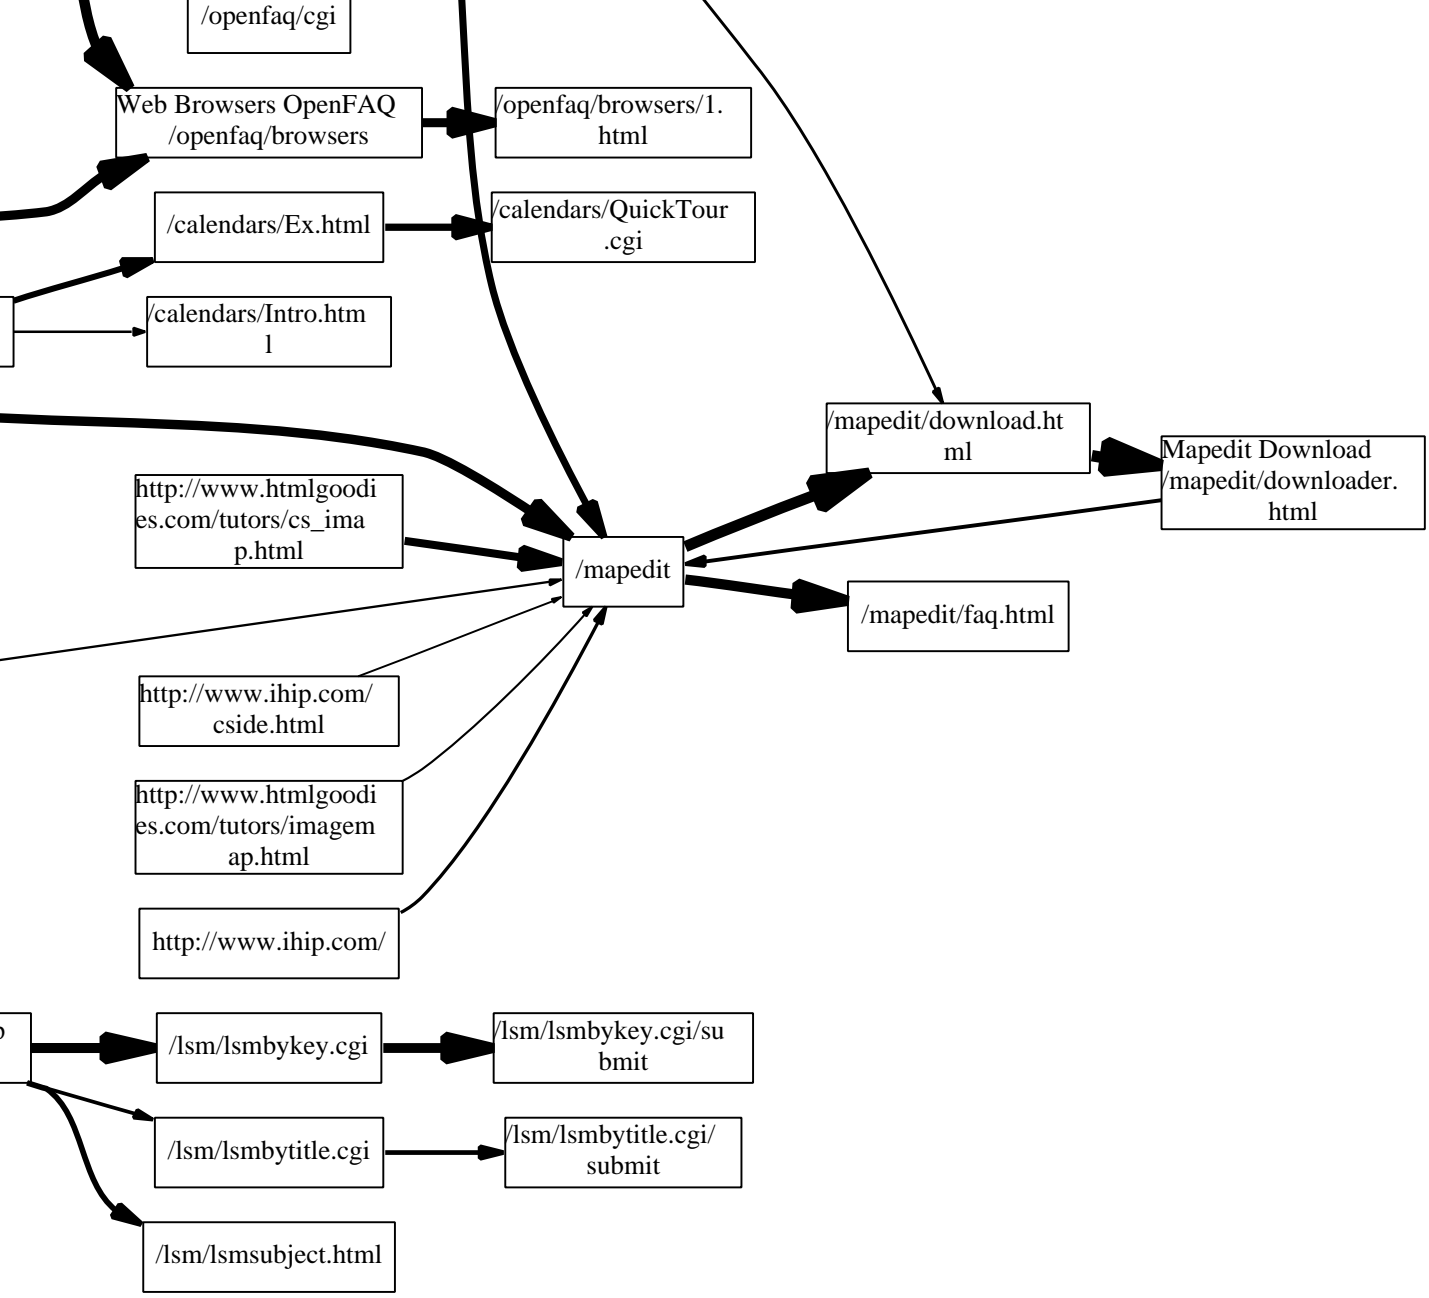 /openfaq/cgi
Web Browsers OpenFAQ
/openfaq/browsers
/openfaq/browsers/1.
html
/calendars/Ex.html
/calendars/QuickTour
.cgi
/calendars/Intro.htm
l
/mapedit/download.ht
ml
Mapedit Download
/mapedit/downloader.
html
http://www.htmlgoodi
es.com/tutors/cs_ima
p.html
/mapedit
/mapedit/faq.html
http://www.ihip.com/
cside.html
http://www.htmlgoodi
es.com/tutors/imagem
ap.html
http://www.ihip.com/
/lsm/lsmbykey.cgi
/lsm/lsmbykey.cgi/su
bmit
/lsm/lsmbytitle.cgi
/lsm/lsmbytitle.cgi/
submit
/lsm/lsmsubject.html